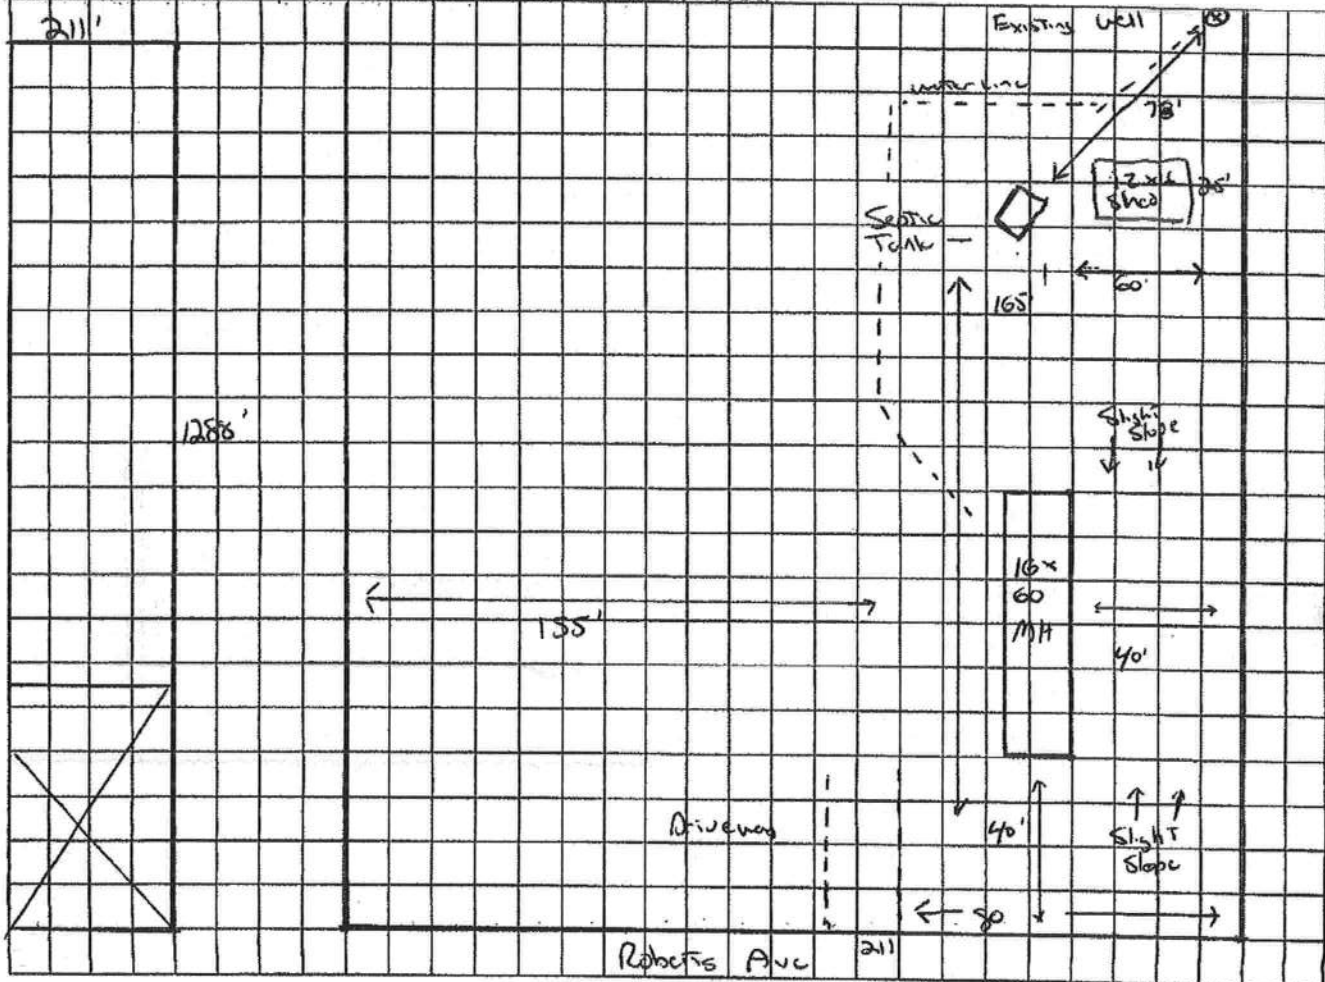 211'
Existing Well
water line
78'
Shed
25'
Septic
Tank
60'
165'
1288'
Slight
Slope
16x
60
MH
155'
40'
Driveway
40'
Slight
Slope
80
211
Roberts Ave